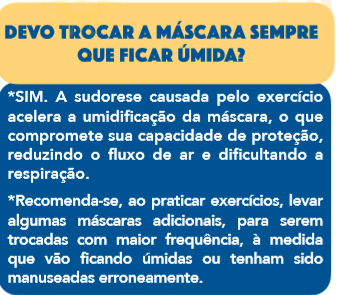 DEVO TROCAR A MÁSCARA SEMPRE
QUE FICAR ÚMIDA?
*SIM. A sudorese causada pelo exercício
acelera a umidificação da máscara, o que
compromete sua capacidade de proteção,
reduzindo o fluxo de ar e dificultando a
respiração.
*Recomenda-se, ao praticar exercícios, levar
algumas máscaras adicionais, para serem
trocadas com maior frequência, à medida
que vão ficando úmidas ou tenham sido
manuseadas erroneamente.